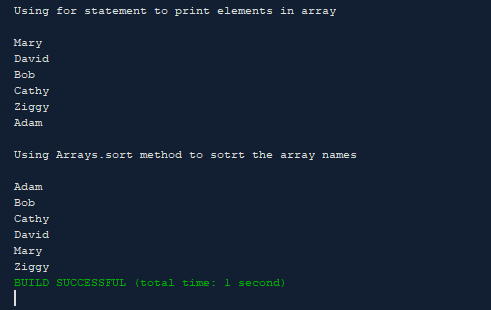 Using for statement to print elements in array
Mary
David
Bob
Cathy
Ziggy
Adam
Using Arrays.sort method to sotrt the array names
Adam
Bob
Cathy
David
Mary
Ziggy
BUILD SUCCESSFUL (total time: 1 second)